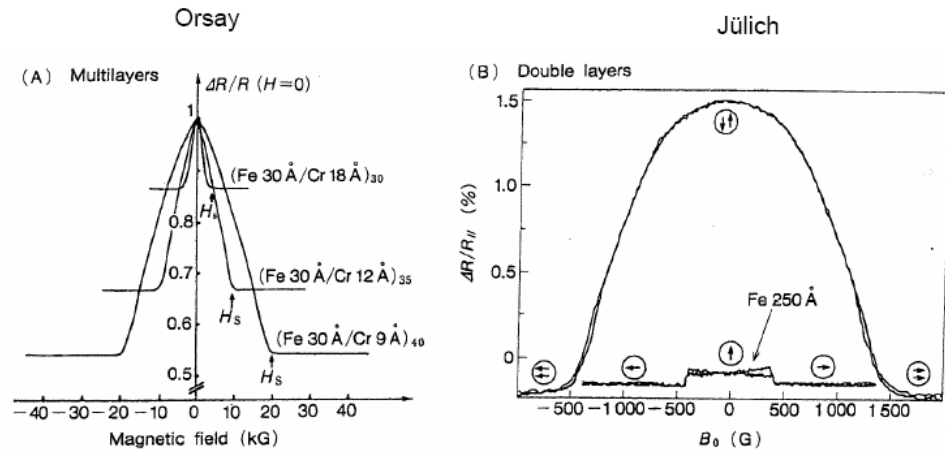 Orsay
(A) Multilayers
ΔR/R (H=0)
1
0.8
0.7
0.6
0.5
(Fe 30 Å/Cr 18 Å)30
Hs
(Fe 30 Å/Cr 12 Å)35
HS
(Fe 30 Å/Cr 9 Å)40
HS
−40 −30 −20 −10 0 10 20 30 40
Magnetic field (kG)
Jülich
(B) Double layers
1.5
1.0
0.5
0
ΔR/R// (%)
Fe 250 Å
−500 1000 −500 0 500 1000 1500
B0 (G)